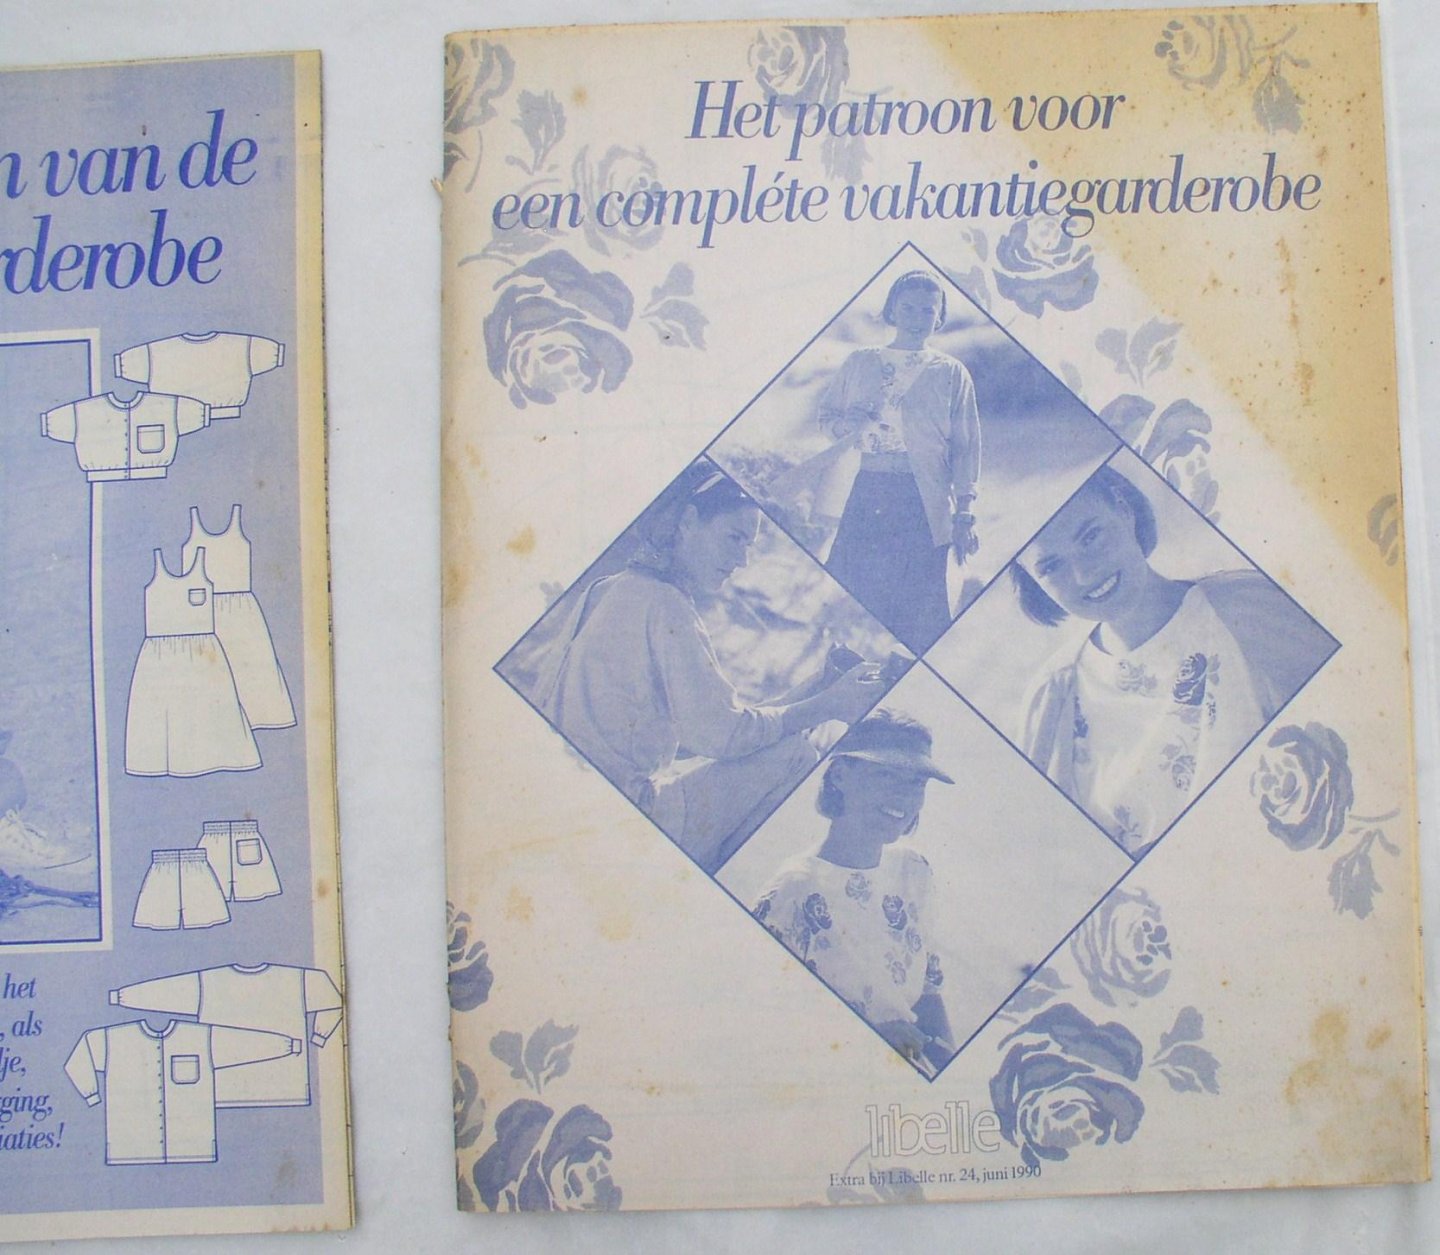 van de
rderobe
het
, als
ging,
iaties!
Het patroon voor
een compléte vakantiegarderobe
libelle
Extra bij Libelle nr. 24, juni 1990